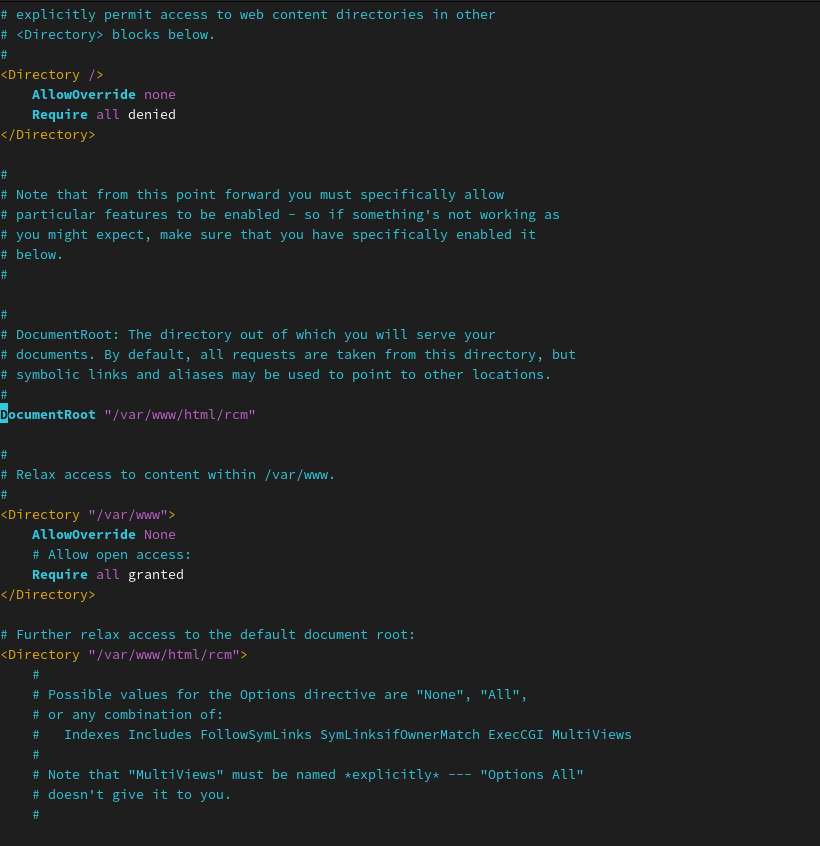 # explicitly permit access to web content directories in other
# <Directory> blocks below.
#
<Directory />
    AllowOverride none
    Require all denied
</Directory>

#
# Note that from this point forward you must specifically allow
# particular features to be enabled - so if something's not working as
# you might expect, make sure that you have specifically enabled it
# below.
#

#
# DocumentRoot: The directory out of which you will serve your
# documents. By default, all requests are taken from this directory, but
# symbolic links and aliases may be used to point to other locations.
#
DocumentRoot "/var/www/html/rcm"

#
# Relax access to content within /var/www.
#
<Directory "/var/www">
    AllowOverride None
    # Allow open access:
    Require all granted
</Directory>

# Further relax access to the default document root:
<Directory "/var/www/html/rcm">
    #
    # Possible values for the Options directive are "None", "All",
    # or any combination of:
    #   Indexes Includes FollowSymLinks SymLinksifOwnerMatch ExecCGI MultiViews
    #
    # Note that "MultiViews" must be named *explicitly* --- "Options All"
    # doesn't give it to you.
    #